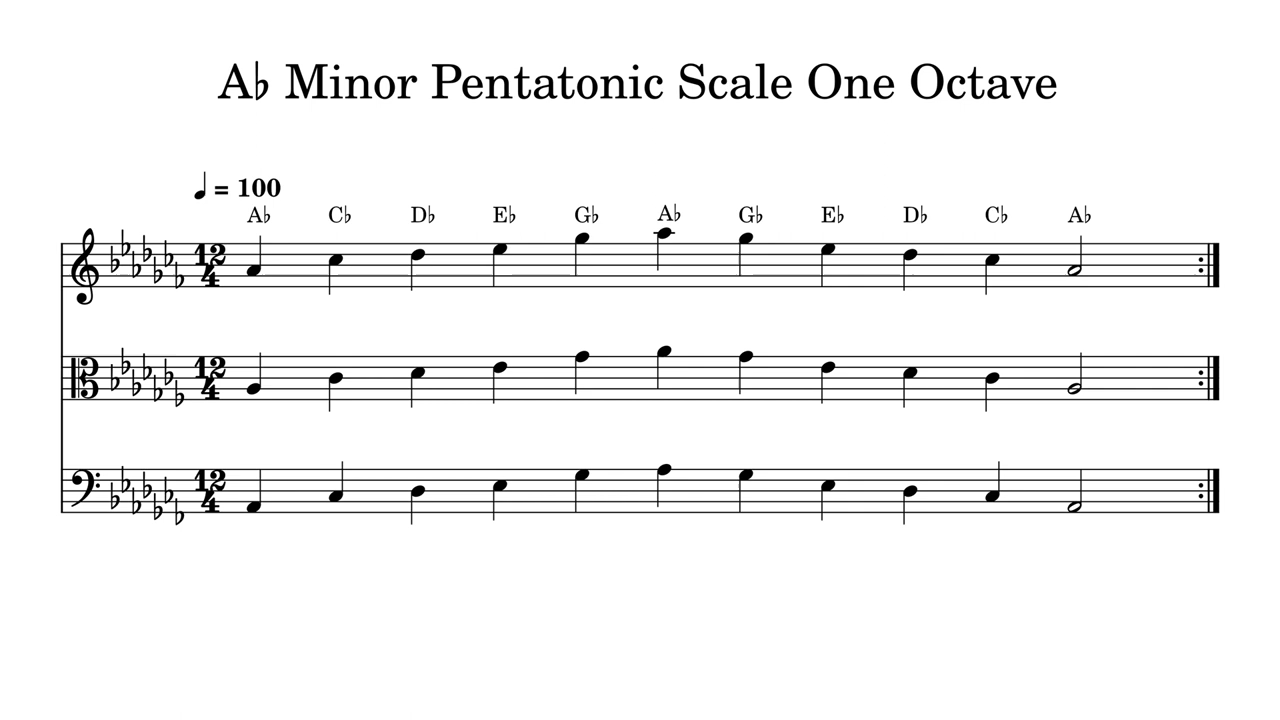 A♭ Minor Pentatonic Scale One Octave
♩ = 100
A♭ C♭ D♭ E♭ G♭ A♭ G♭ E♭ D♭ C♭ A♭
12
4
12
4
12
4